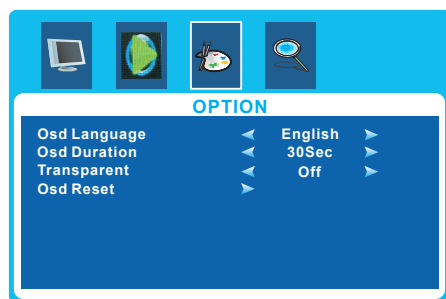 OPTION
Osd Language English
Osd Duration 30Sec
Transparent Off
Osd Reset